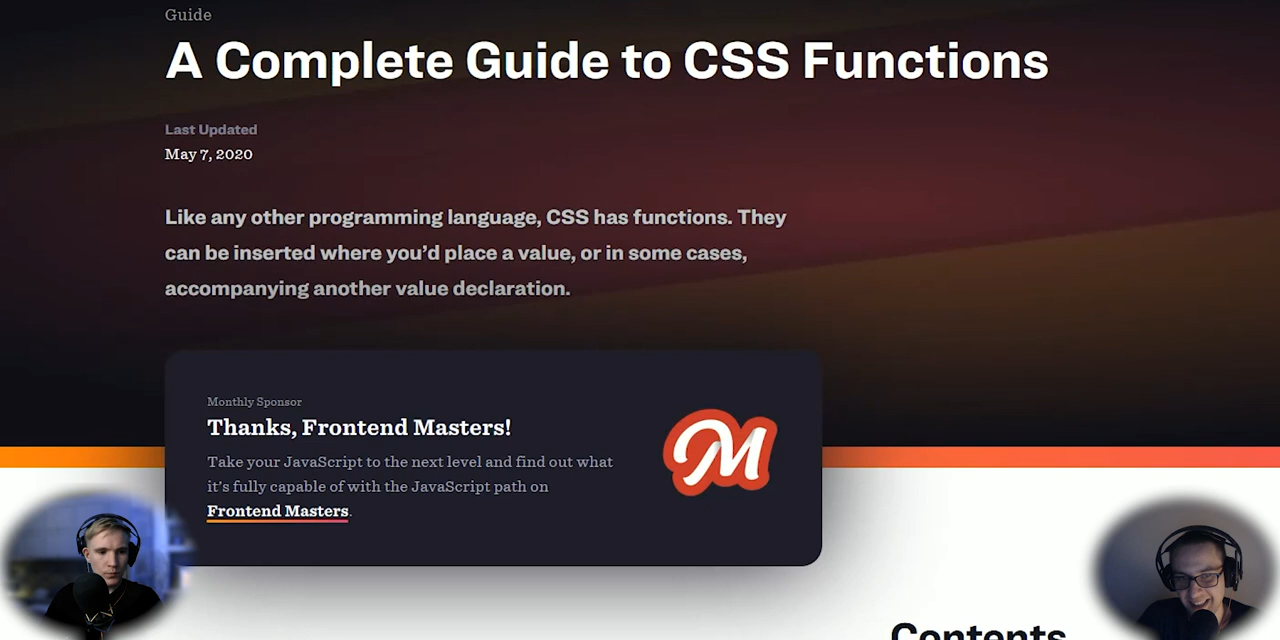 Guide
A Complete Guide to CSS Functions
Last Updated
May 7, 2020
Like any other programming language, CSS has functions. They
can be inserted where you’d place a value, or in some cases,
accompanying another value declaration.
Monthly Sponsor
Thanks, Frontend Masters!
Take your JavaScript to the next level and find out what
it’s fully capable of with the JavaScript path on
Frontend Masters.
M
Contents